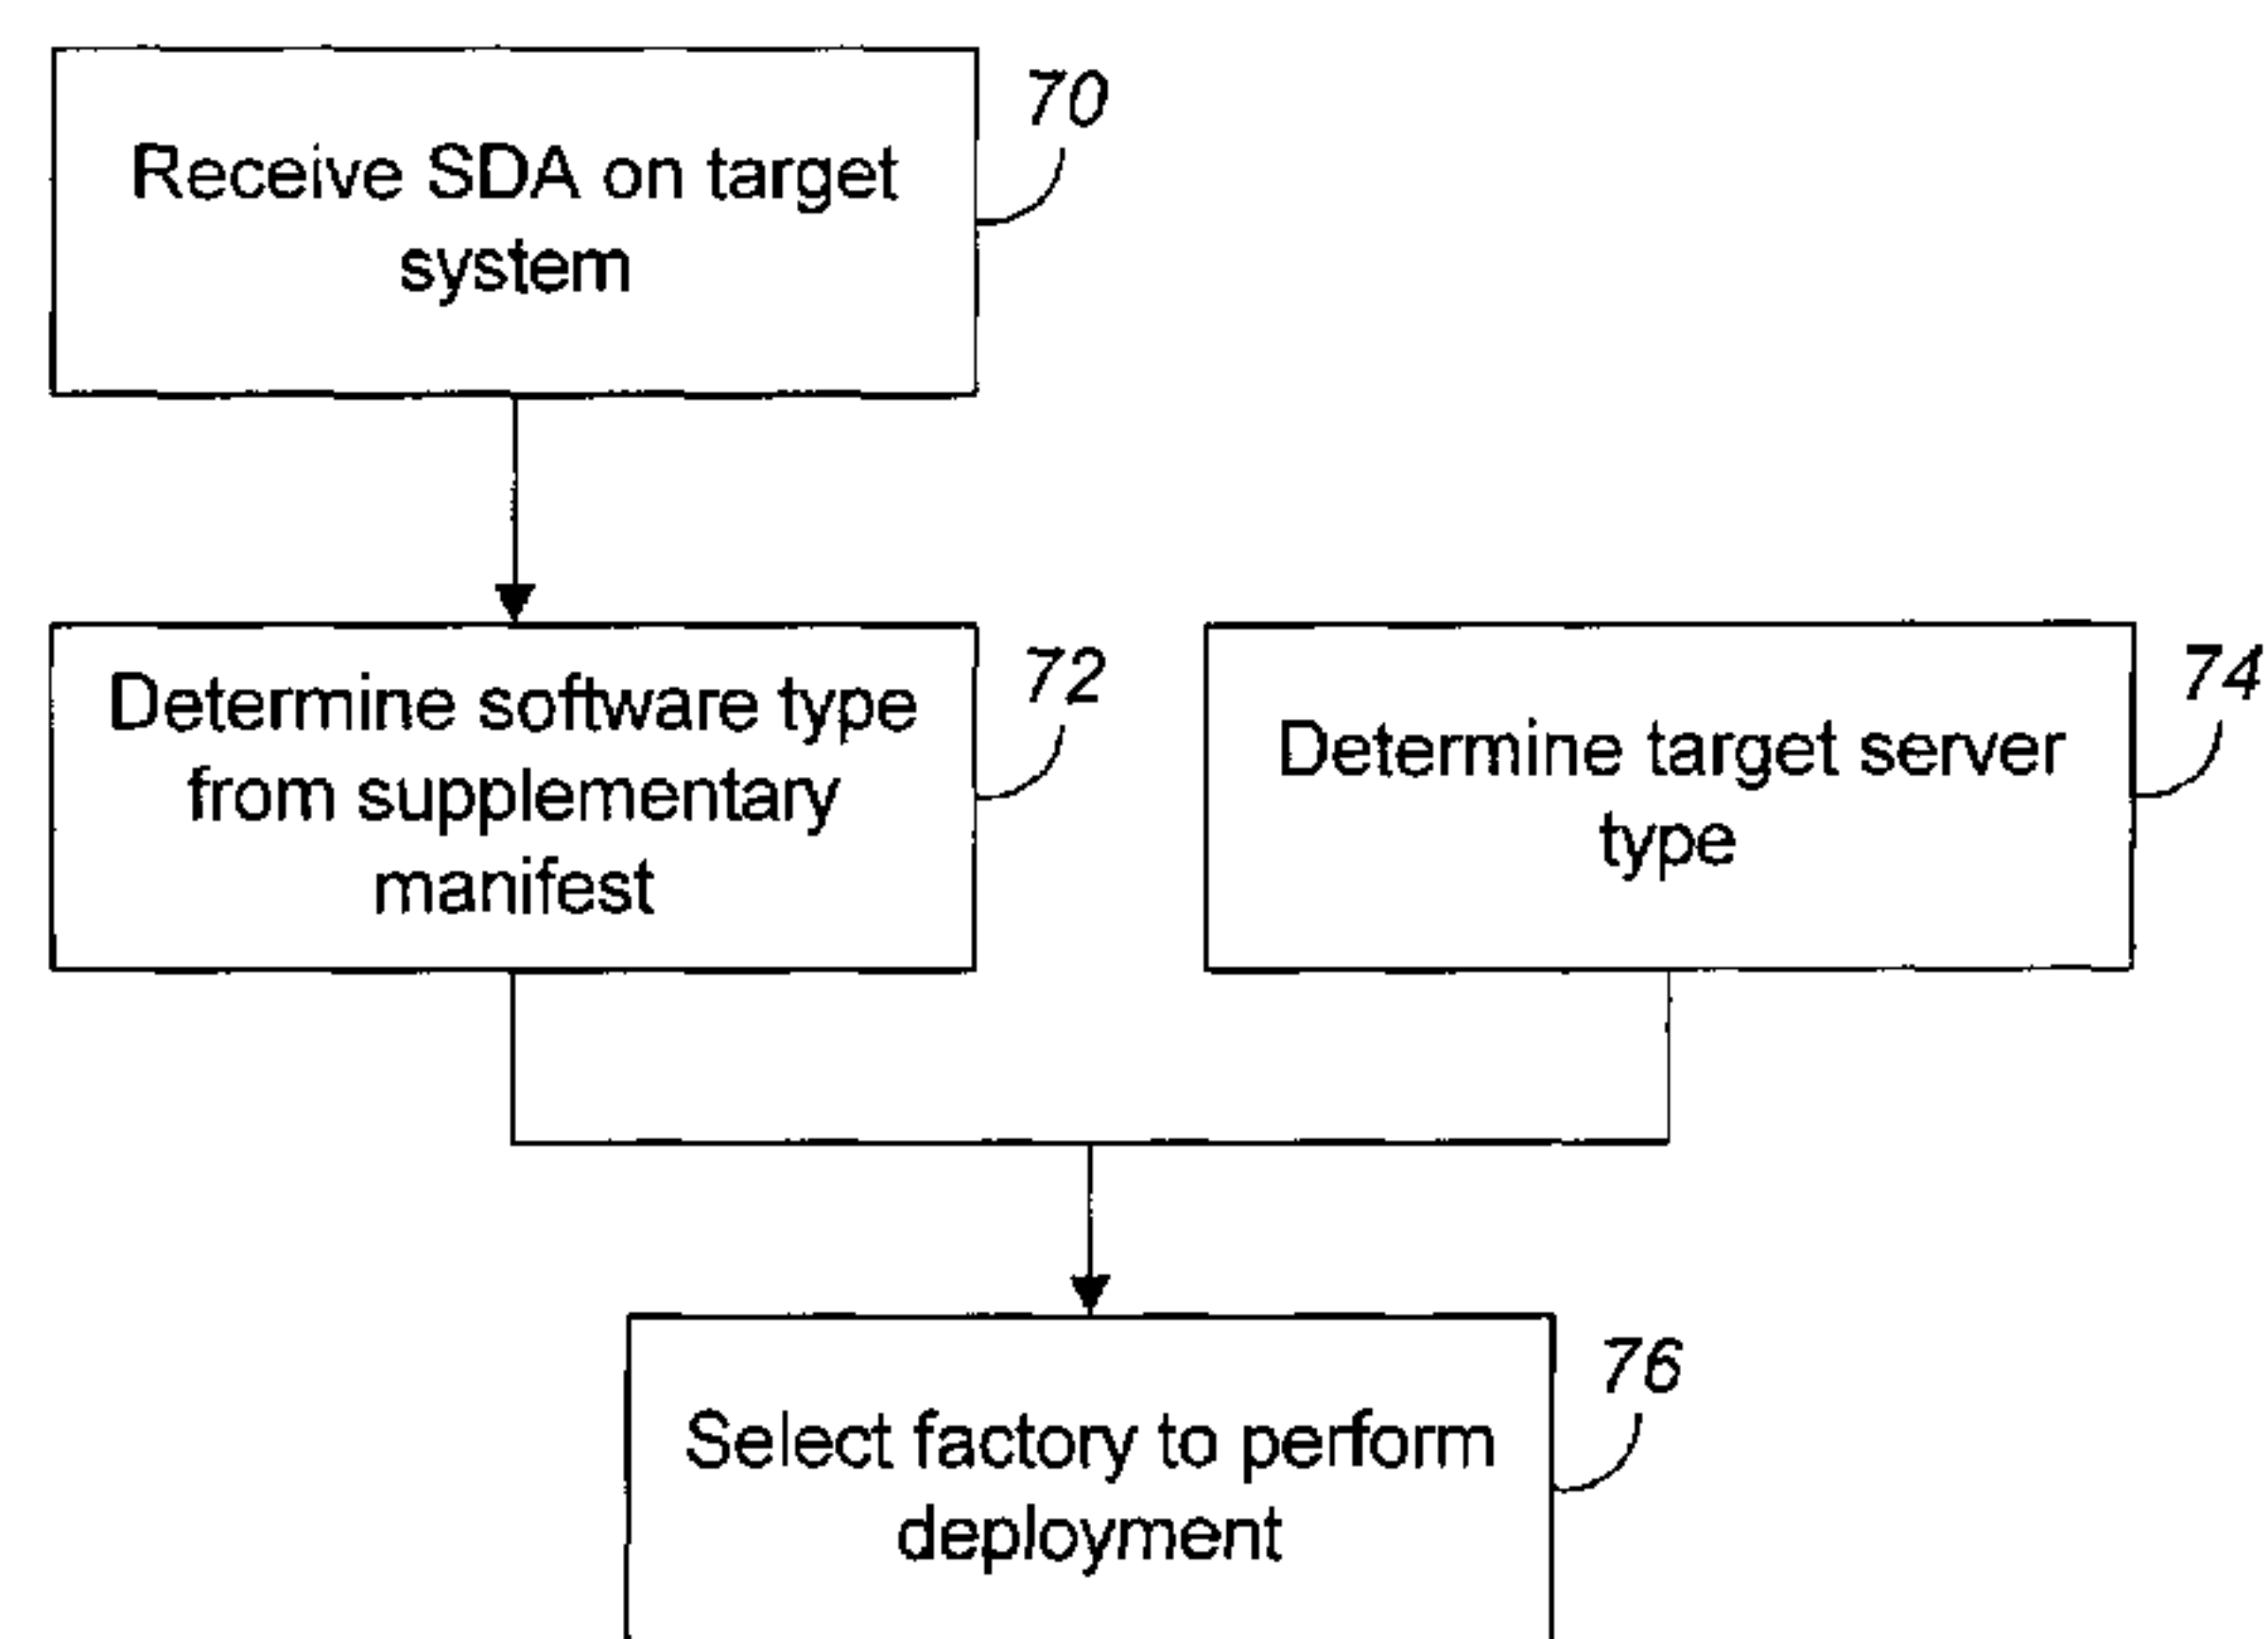 Receive SDA on target
system
70
Determine software type
from supplementary
manifest
72
Determine target server
type
74
Select factory to perform
deployment
76